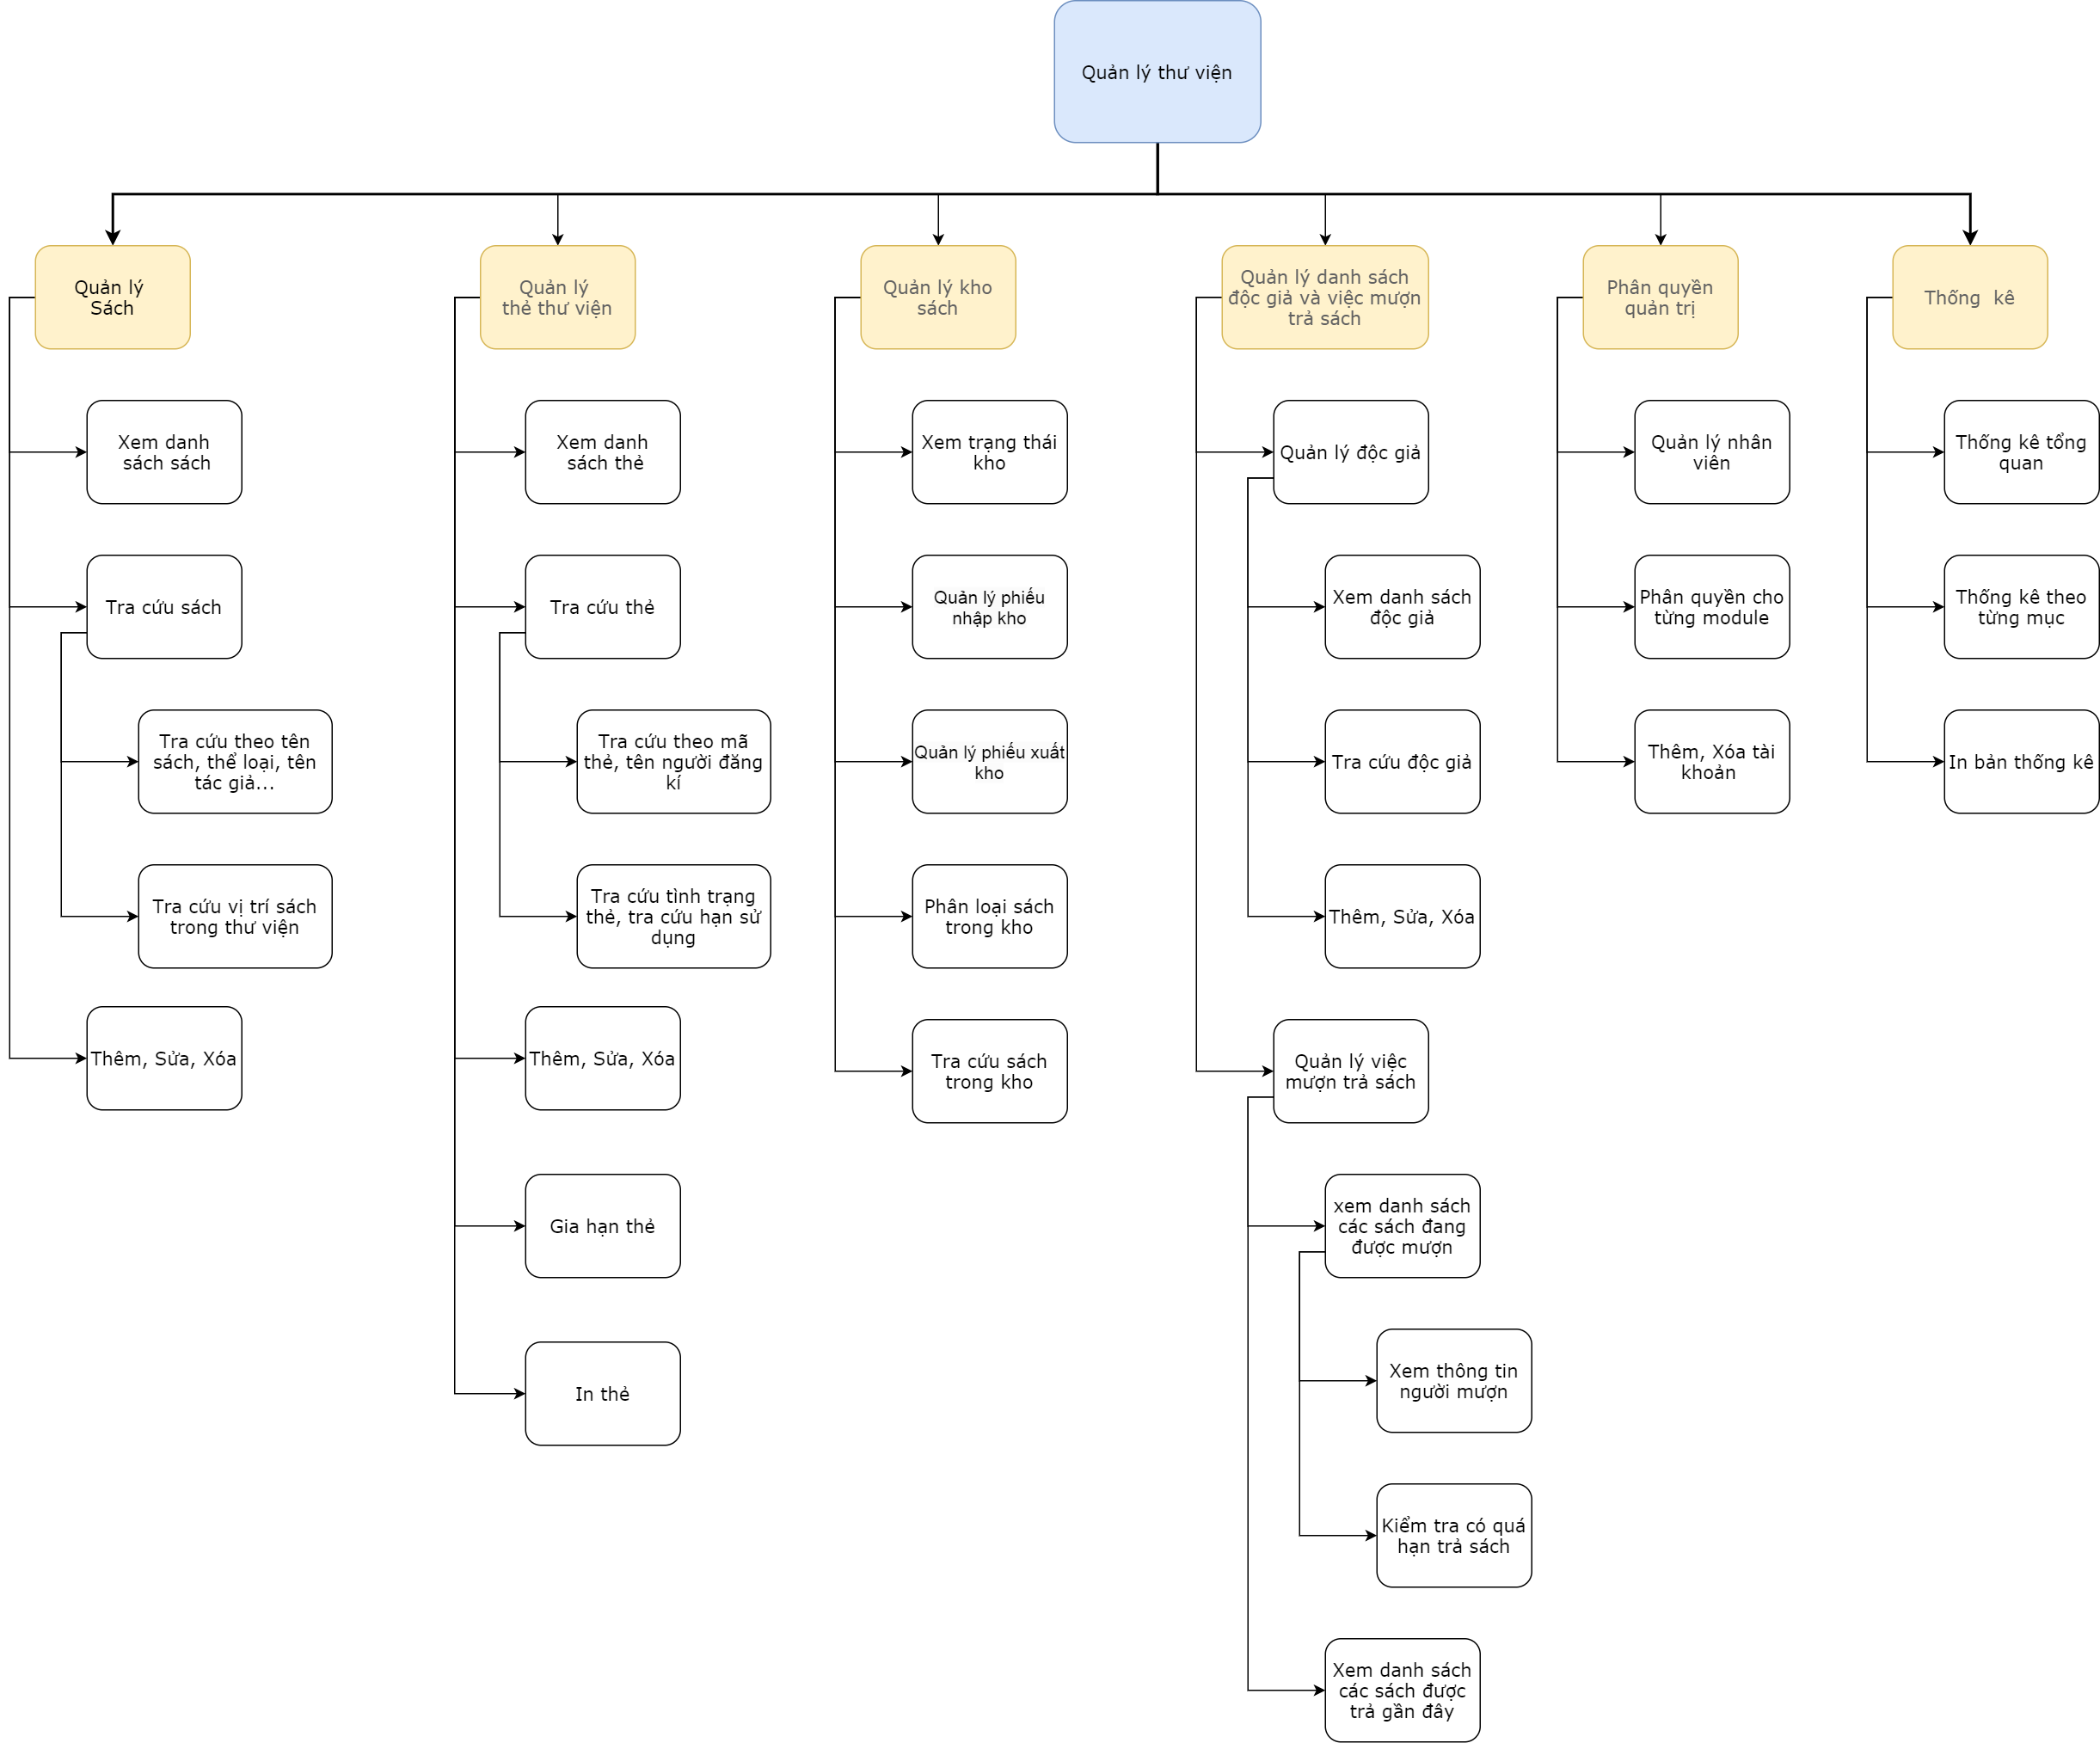 Quản lý thư viện
Quản lý
Sách
Xem danh
sách sách
Tra cứu sách
Tra cứu theo tên
sách, thể loại, tên
tác giả...
Tra cứu vị trí sách
trong thư viện
Thêm, Sửa, Xóa
Quản lý
thẻ thư viện
Xem danh
sách thẻ
Tra cứu thẻ
Tra cứu theo mã
thẻ, tên người đăng
kí
Tra cứu tình trạng
thẻ, tra cứu hạn sử
dụng
Thêm, Sửa, Xóa
Gia hạn thẻ
In thẻ
Quản lý kho
sách
Xem trạng thái
kho
Quản lý phiếu
nhập kho
Quản lý phiếu xuất
kho
Phân loại sách
trong kho
Tra cứu sách
trong kho
Quản lý danh sách
độc giả và việc mượn
trả sách
Quản lý độc giả
Xem danh sách
độc giả
Tra cứu độc giả
Thêm, Sửa, Xóa
Quản lý việc
mượn trả sách
xem danh sách
các sách đang
được mượn
Xem thông tin
người mượn
Kiểm tra có quá
hạn trả sách
Xem danh sách
các sách được
trả gần đây
Phân quyền
quản trị
Quản lý nhân
viên
Phân quyền cho
từng module
Thêm, Xóa tài
khoản
Thống  kê
Thống kê tổng
quan
Thống kê theo
từng mục
In bản thống kê